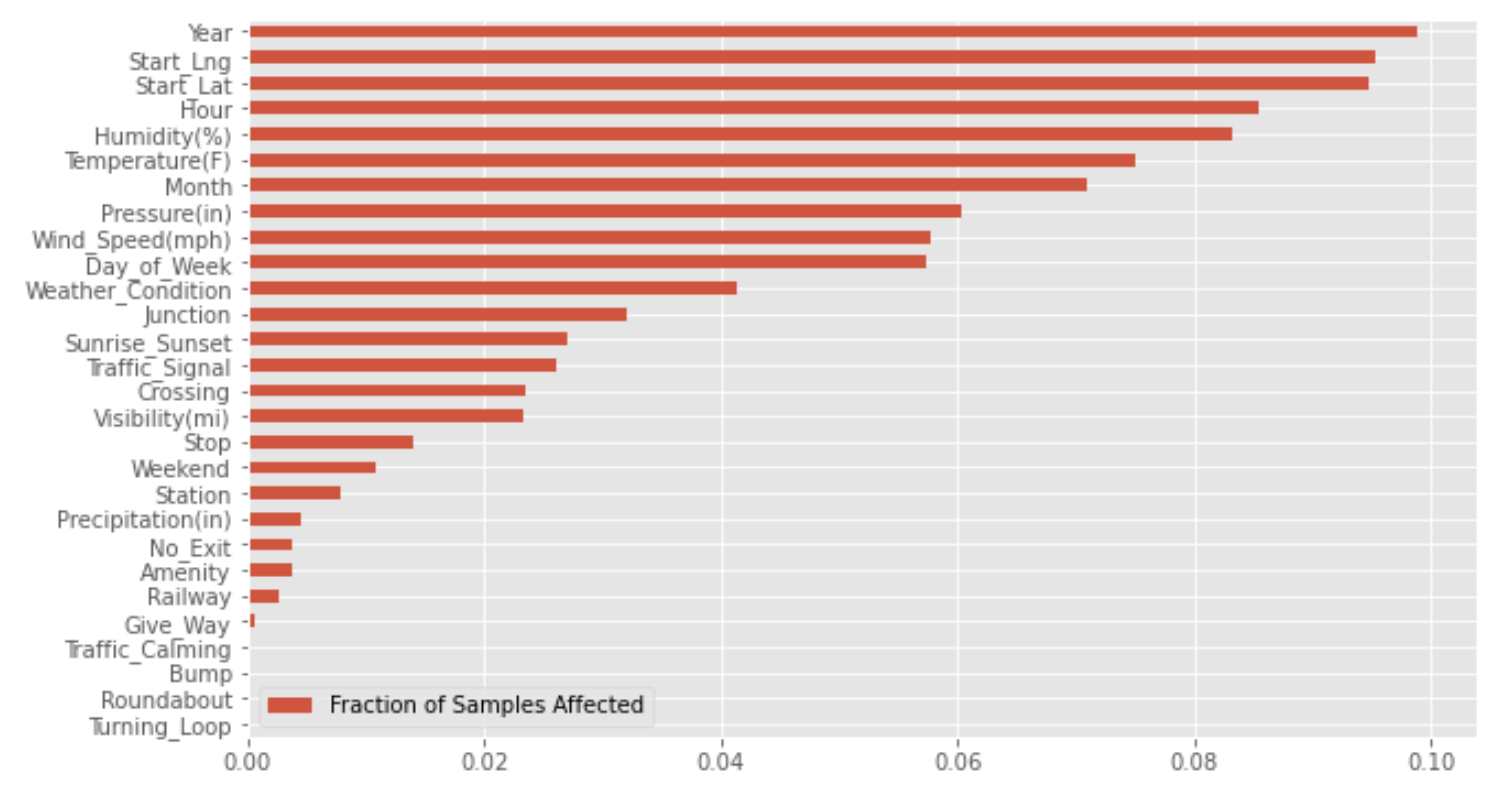 Year
Start_Lng
Start_Lat
Hour
Humidity(%)
Temperature(F)
Month
Pressure(in)
Wind_Speed(mph)
Day_of_Week
Weather_Condition
Junction
Sunrise_Sunset
Traffic_Signal
Crossing
Visibility(mi)
Stop
Weekend
Station
Precipitation(in)
No_Exit
Amenity
Railway
Give_Way
Traffic_Calming
Bump
Roundabout
Turning_Loop
Fraction of Samples Affected
0.00 0.02 0.04 0.06 0.08 0.10